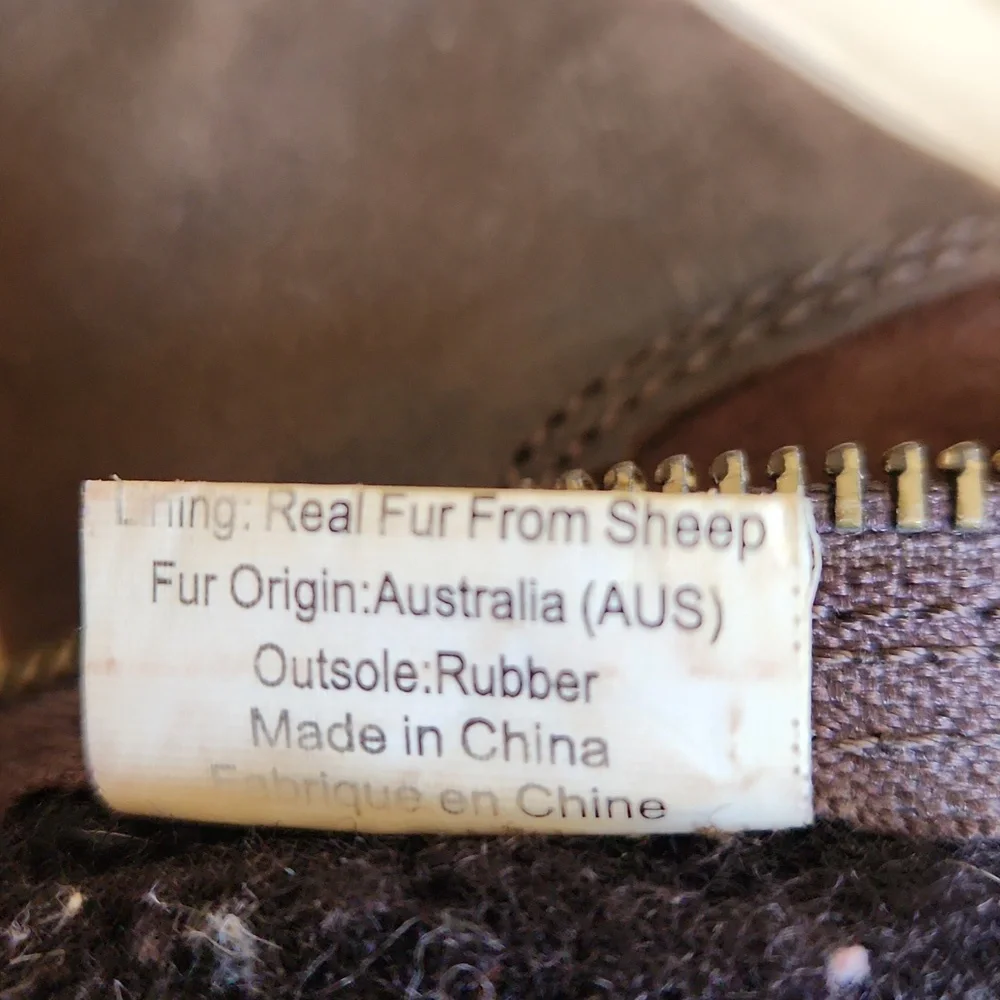 Lining: Real Fur From Sheep
Fur Origin:Australia (AUS)
Outsole:Rubber
Made in China
Fabrique en Chine